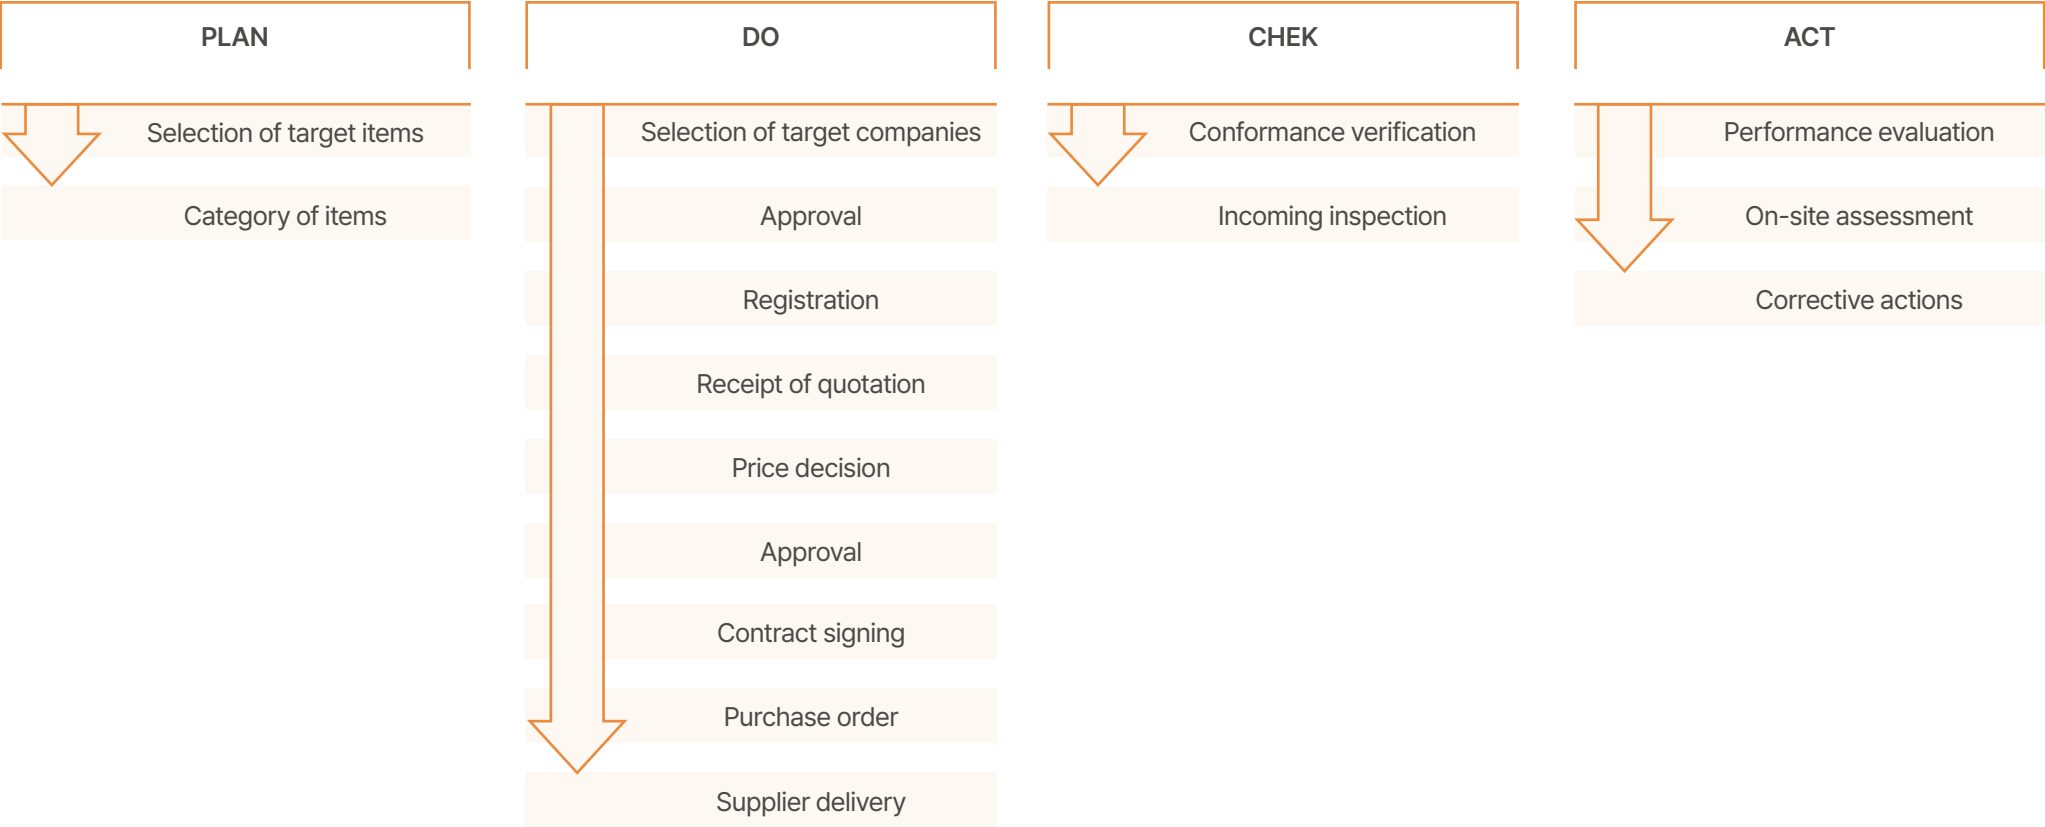 PLAN
Selection of target items
Category of items
DO
Selection of target companies
Approval
Registration
Receipt of quotation
Price decision
Approval
Contract signing
Purchase order
Supplier delivery
CHEK
Conformance verification
Incoming inspection
ACT
Performance evaluation
On-site assessment
Corrective actions